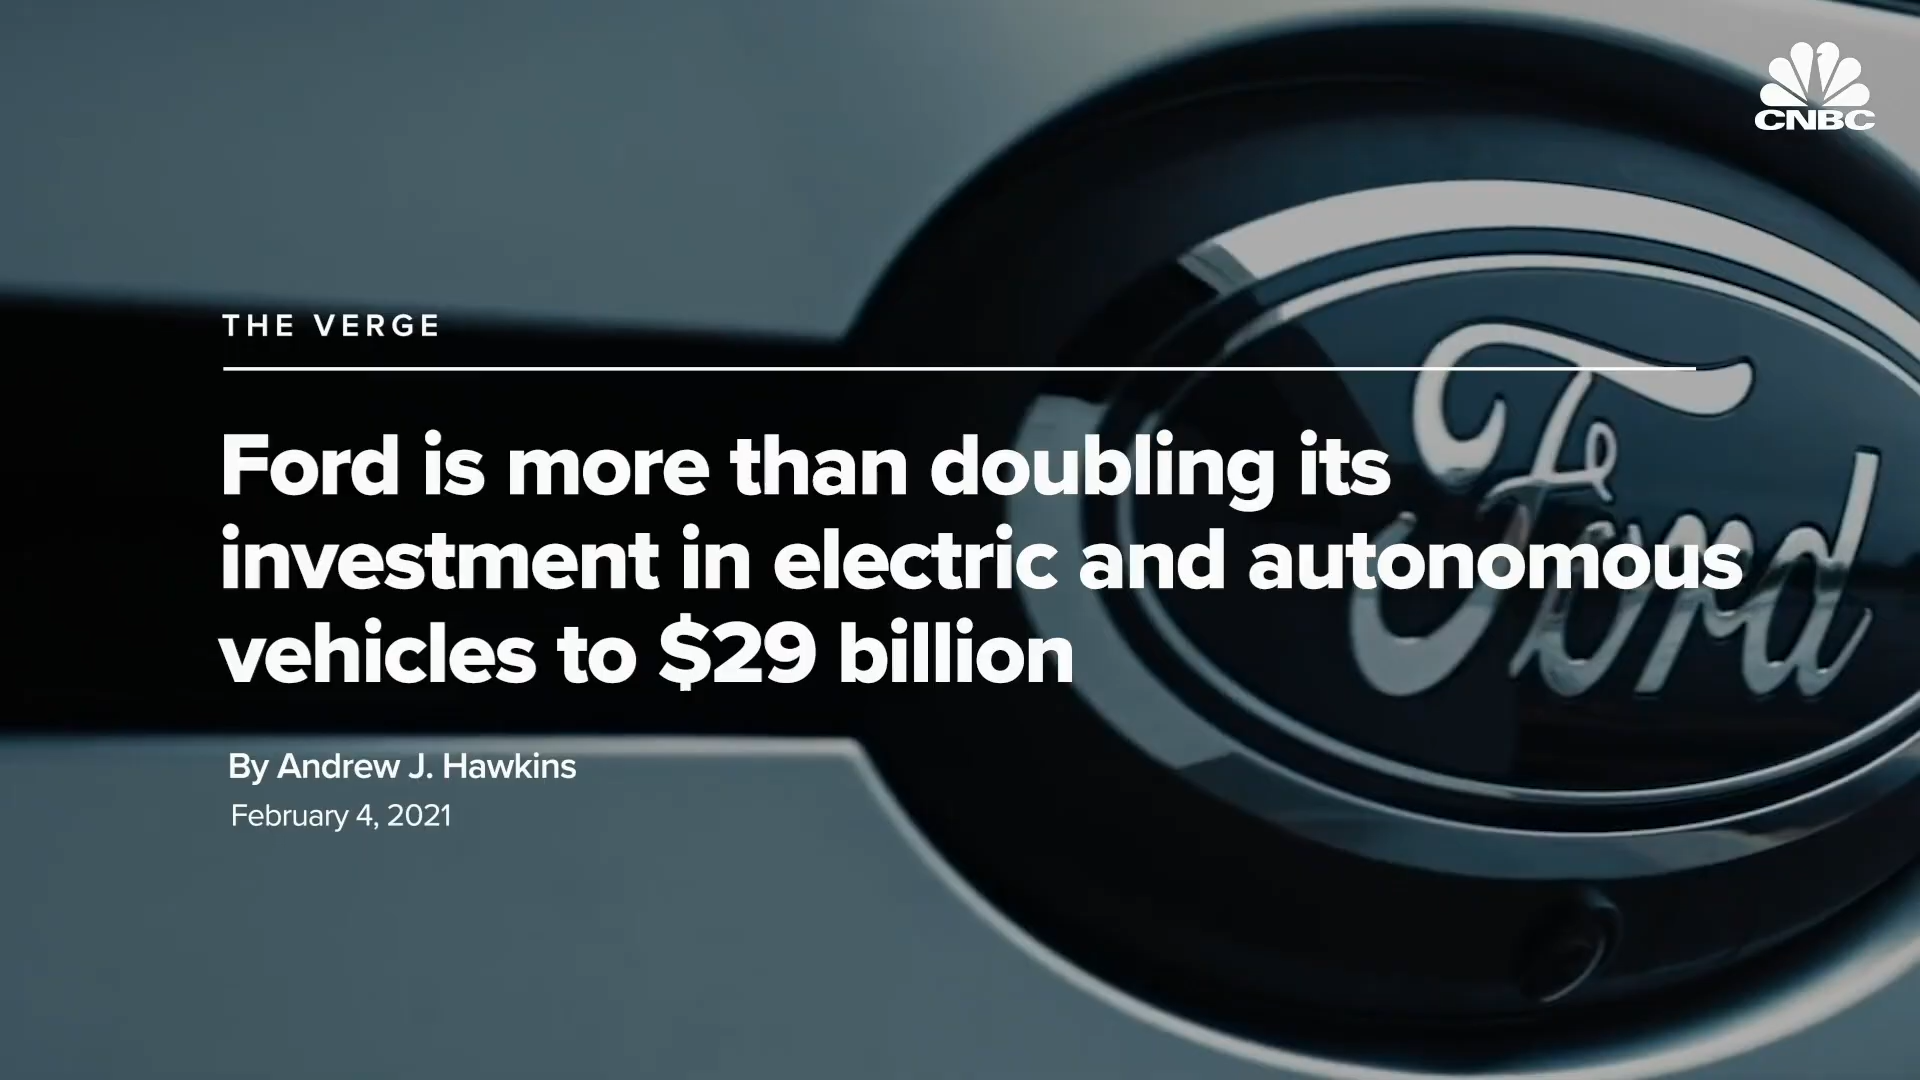 CNBC
THE VERGE
Ford is more than doubling its
investment in electric and autonomous
vehicles to $29 billion
By Andrew J. Hawkins
February 4, 2021
Ford